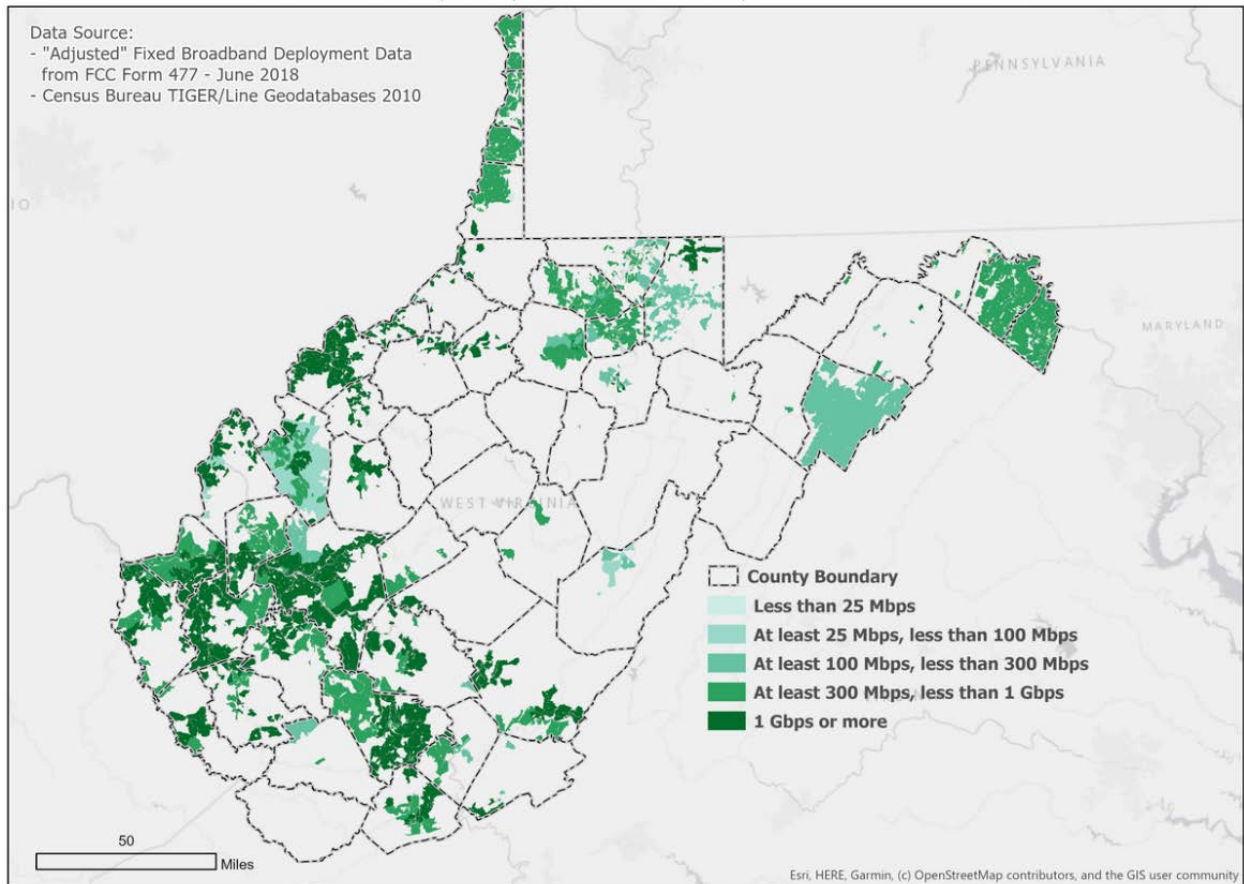 Data Source:
- "Adjusted" Fixed Broadband Deployment Data
from FCC Form 477 - June 2018
- Census Bureau TIGER/Line Geodatabases 2010
PENNSYLVANIA
IO
MARYLAND
WEST VIRGINIA
County Boundary
Less than 25 Mbps
At least 25 Mbps, less than 100 Mbps
At least 100 Mbps, less than 300 Mbps
At least 300 Mbps, less than 1 Gbps
1 Gbps or more
50
Miles
Esri, HERE, Garmin, (c) OpenStreetMap contributors, and the GIS user community